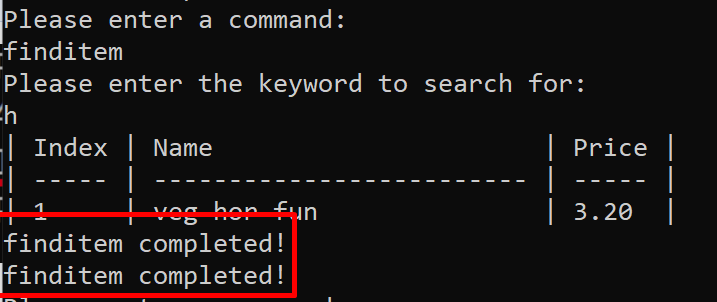 Please enter a command:
finditem
Please enter the keyword to search for:
h
| Index | Name                      | Price |
| ----- | ------------------------- | ----- |
| 1     | veg hon fun               | 3.20  |
finditem completed!
finditem completed!